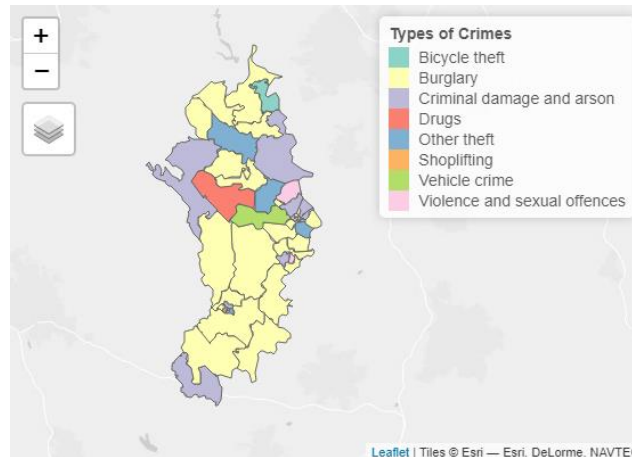 +
−
Types of Crimes
Bicycle theft
Burglary
Criminal damage and arson
Drugs
Other theft
Shoplifting
Vehicle crime
Violence and sexual offences
Leaflet | Tiles © Esri — Esri, DeLorme, NAVTEQ